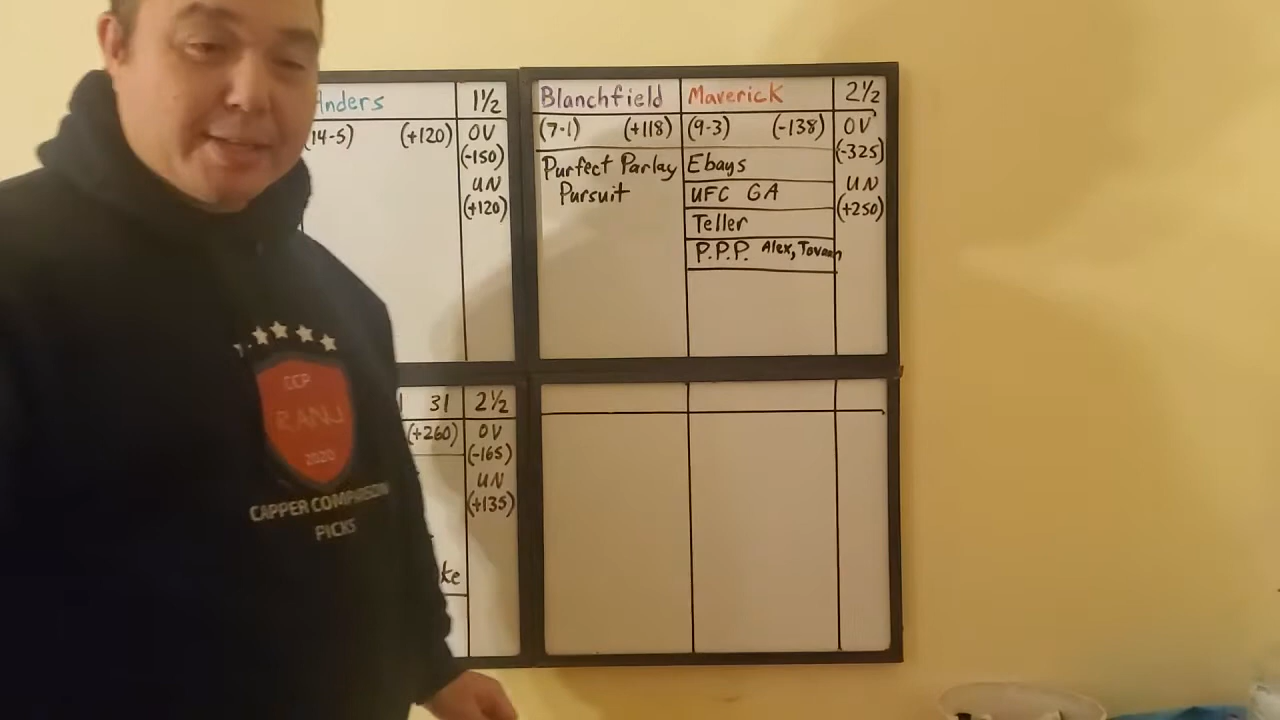 Anders
1½
(14-5)
(+120)
OV
(-150)
UN
(+120)
Blanchfield
Maverick
2½
(7-1)
(+118)
(9-3)
(-138)
OV
(-325)
UN
(+250)
Purfect Parlay
Pursuit
Ebays
UFC GA
Teller
P.P.P. Alex,
31
2½
(+260)
OV
(-165)
UN
(+135)
ke
CCP
2020
CAPPER COMPARISON
PICKS